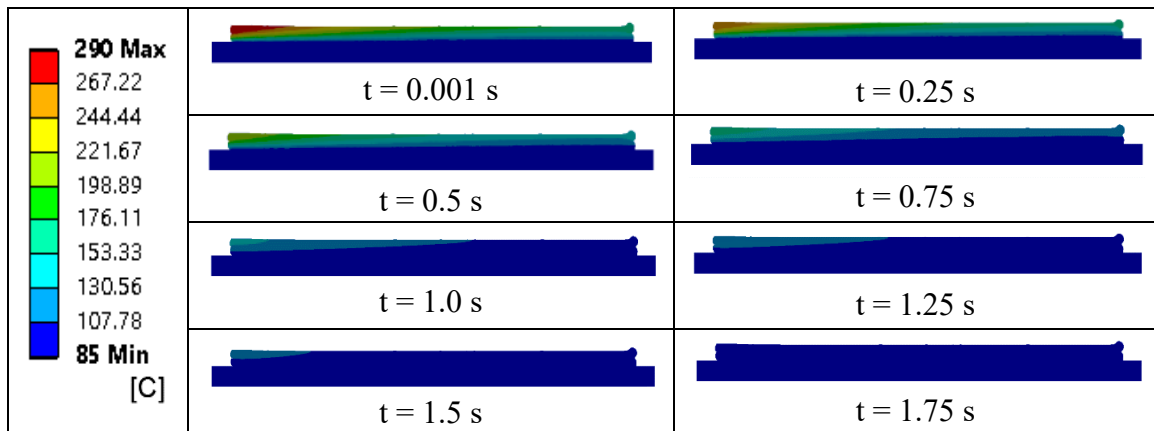 290 Max
267.22
244.44
221.67
198.89
176.11
153.33
130.56
107.78
85 Min
[C]
t = 0.001 s
t = 0.25 s
t = 0.5 s
t = 0.75 s
t = 1.0 s
t = 1.25 s
t = 1.5 s
t = 1.75 s